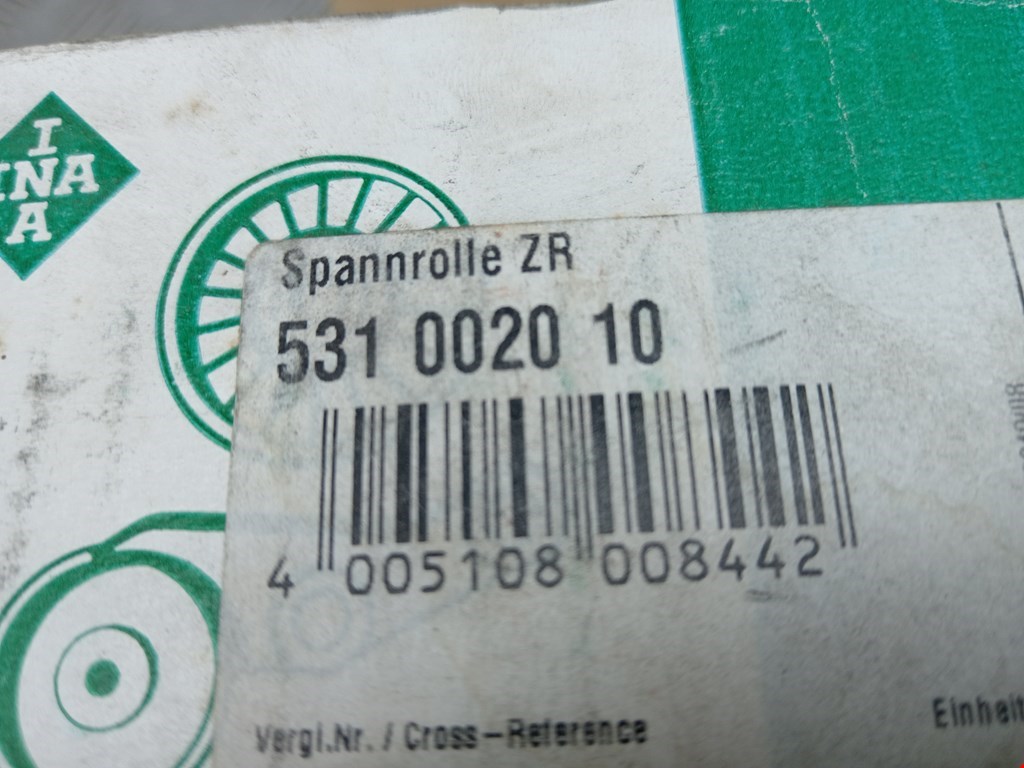 I
INA
A
Spannrolle ZR
531 0020 10
4 005108 008442
Vergl.Nr. / Cross-Reference
Einheit